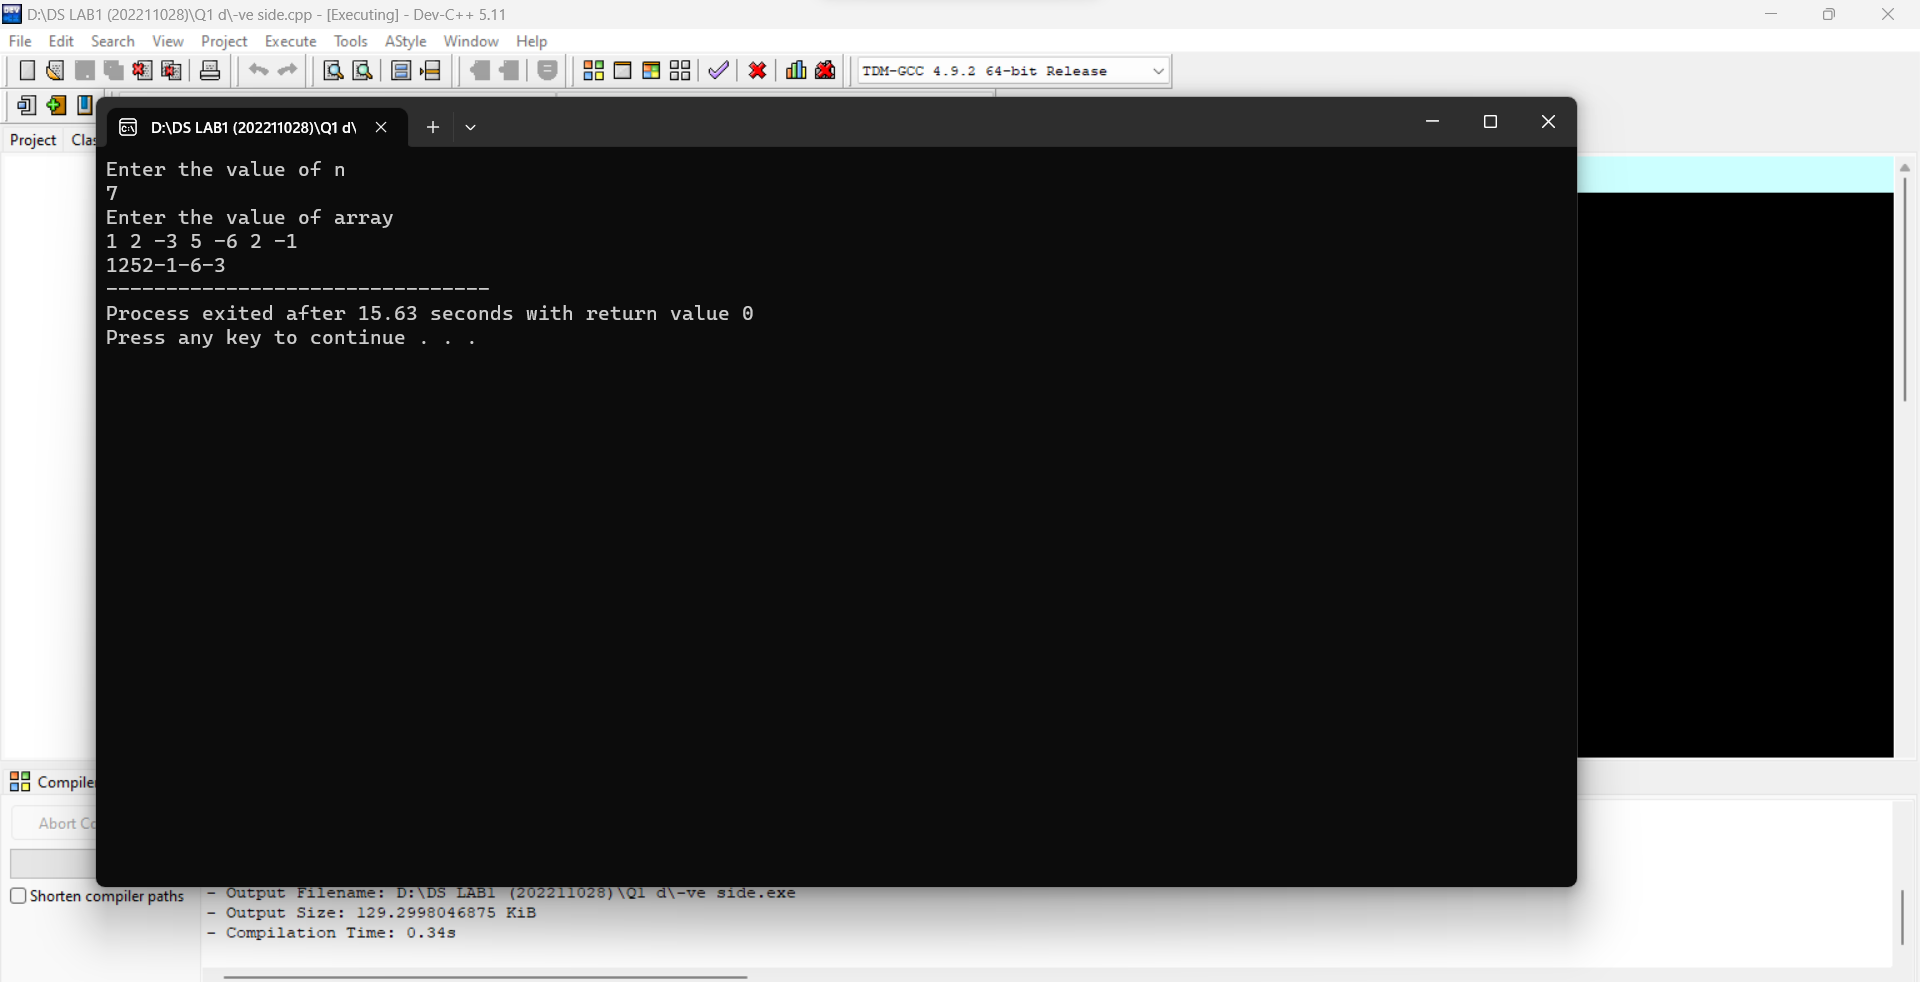 D:\DS LAB1 (202211028)\Q1 d\-ve side.cpp - [Executing] - Dev-C++ 5.11
File Edit Search View Project Execute Tools AStyle Window Help
TDM-GCC 4.9.2 64-bit Release
D:\DS LAB1 (202211028)\Q1 d\
Project
Enter the value of n
7
Enter the value of array
1 2 -3 5 -6 2 -1
1252-1-6-3
--------------------------------
Process exited after 15.63 seconds with return value 0
Press any key to continue . . .
Compiler
Abort
Shorten compiler paths
- Output Filename: D:\DS LAB1 (202211028)\Q1 d\-ve side.exe
- Output Size: 129.2998046875 KiB
- Compilation Time: 0.34s